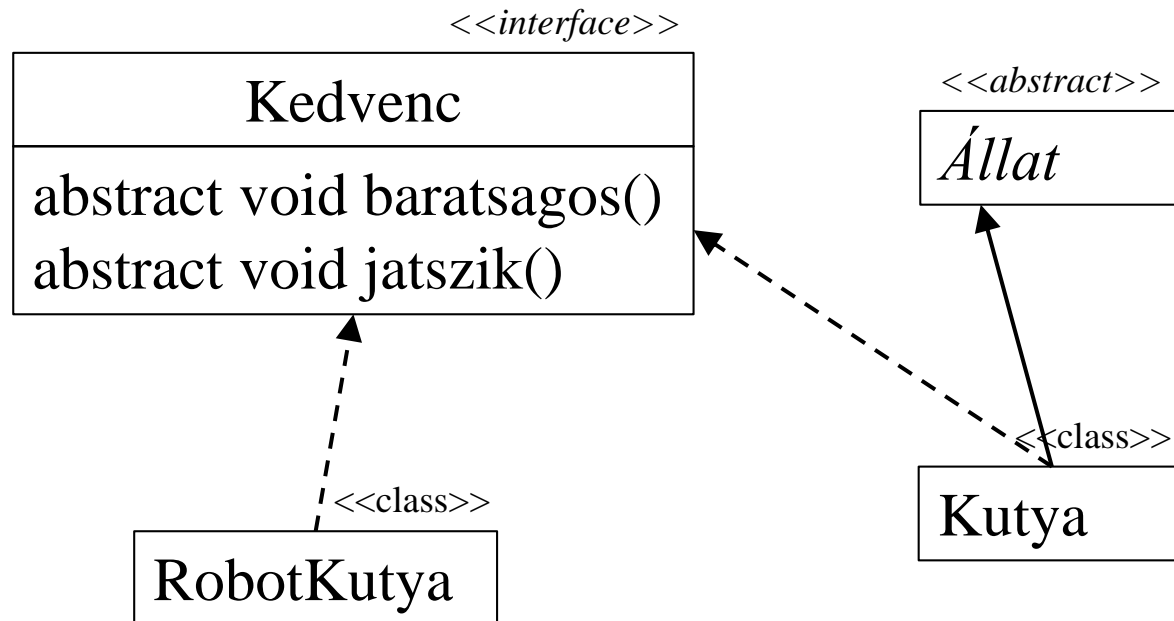 <<interface>>
Kedvenc
abstract void baratsagos()
abstract void jatszik()
<<abstract>>
Állat
<<class>>
RobotKutya
<<class>>
Kutya